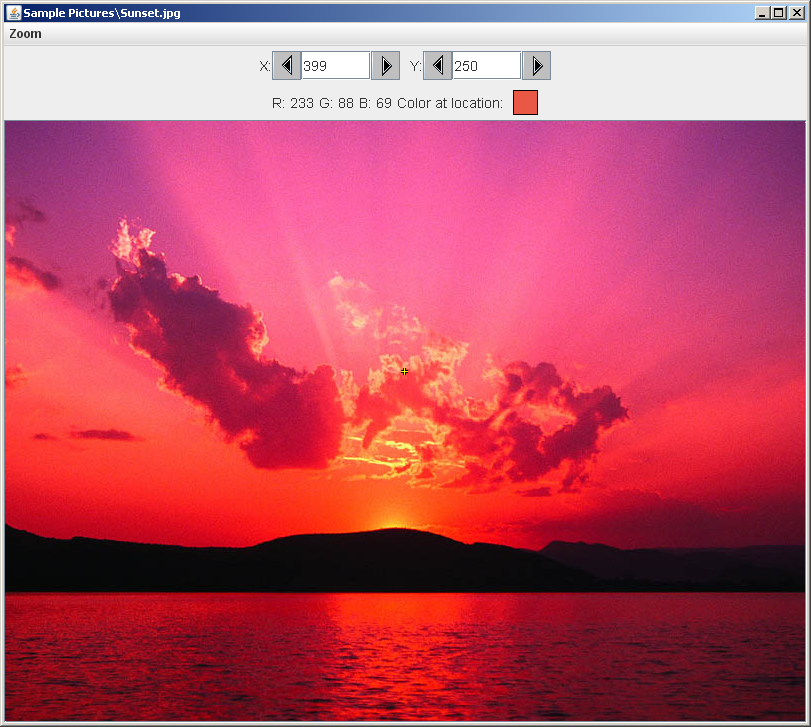 Sample Pictures\Sunset.jpg
Zoom
X: 399 Y: 250
R: 233 G: 88 B: 69 Color at location: